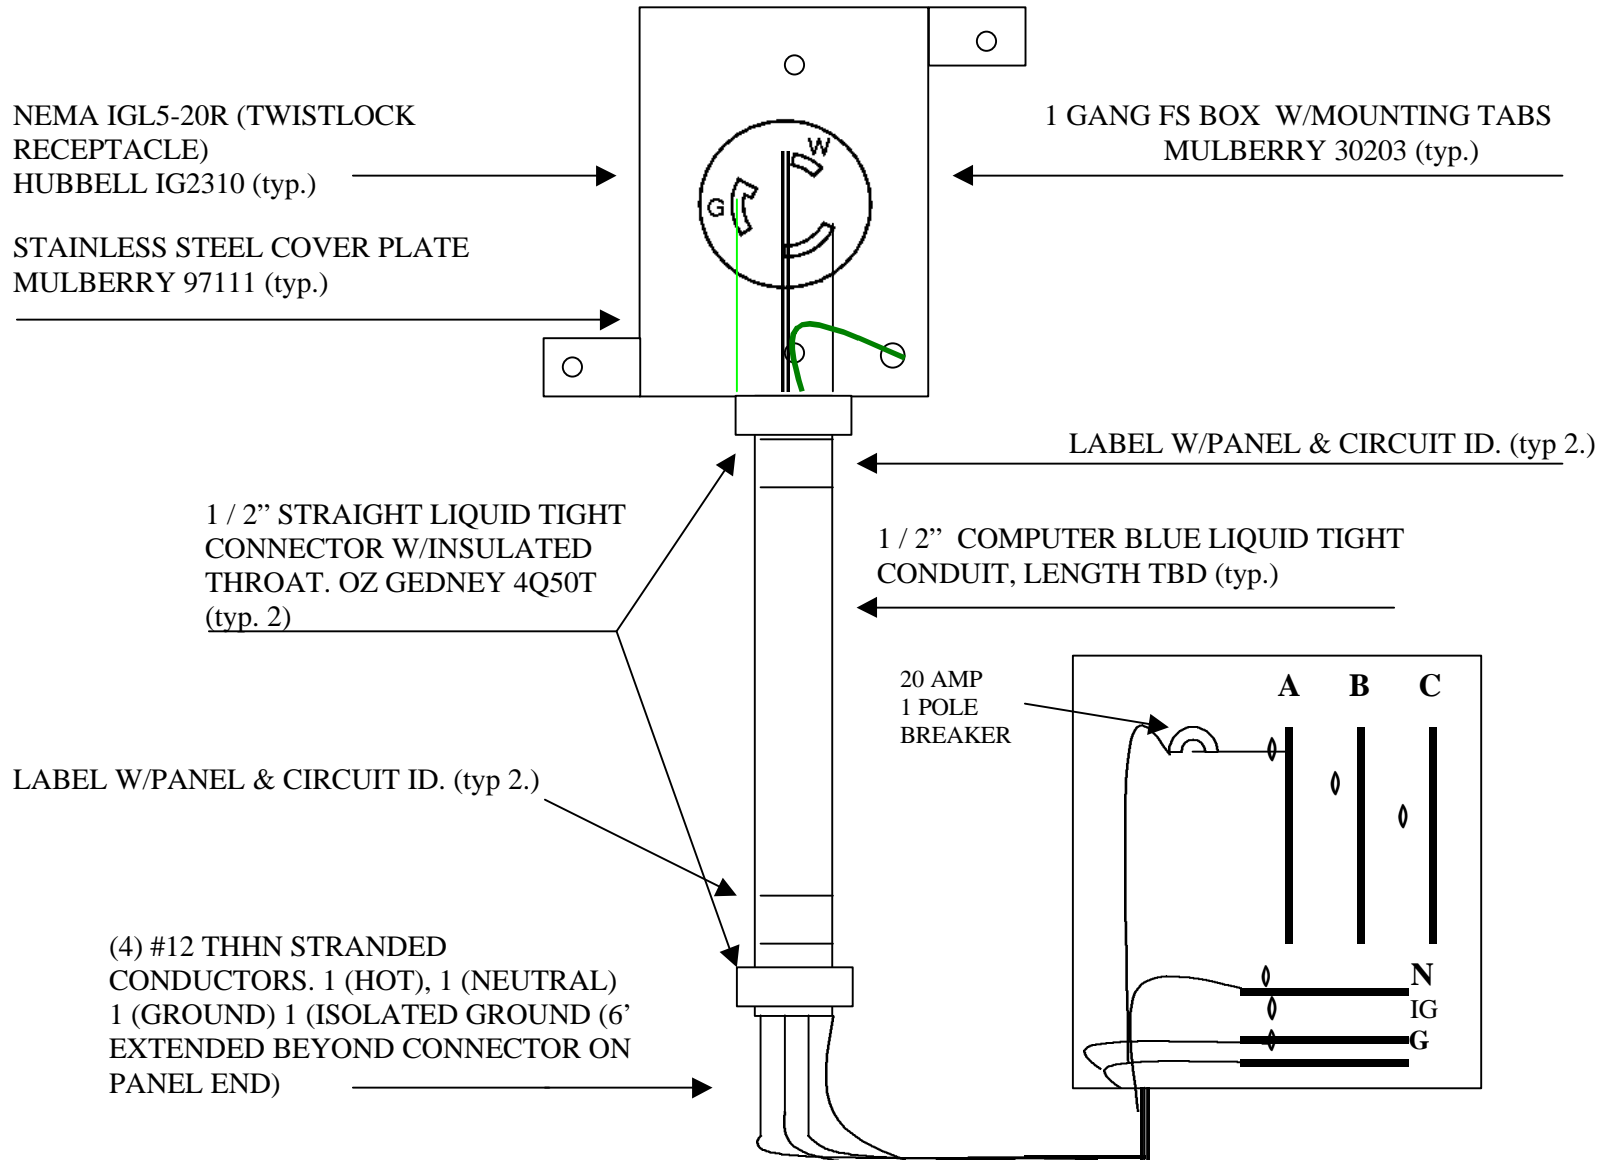 NEMA IGL5-20R (TWISTLOCK
RECEPTACLE)
HUBBELL IG2310 (typ.)
STAINLESS STEEL COVER PLATE
MULBERRY 97111 (typ.)
W
G
1 GANG FS BOX W/MOUNTING TABS
MULBERRY 30203 (typ.)
LABEL W/PANEL & CIRCUIT ID. (typ 2.)
1 / 2” STRAIGHT LIQUID TIGHT
CONNECTOR W/INSULATED
THROAT. OZ GEDNEY 4Q50T
(typ. 2)
1 / 2” COMPUTER BLUE LIQUID TIGHT
CONDUIT, LENGTH TBD (typ.)
20 AMP
1 POLE
BREAKER
A B C
LABEL W/PANEL & CIRCUIT ID. (typ 2.)
(4) #12 THHN STRANDED
CONDUCTORS. 1 (HOT), 1 (NEUTRAL)
1 (GROUND) 1 (ISOLATED GROUND (6’
EXTENDED BEYOND CONNECTOR ON
PANEL END)
N
IG
G